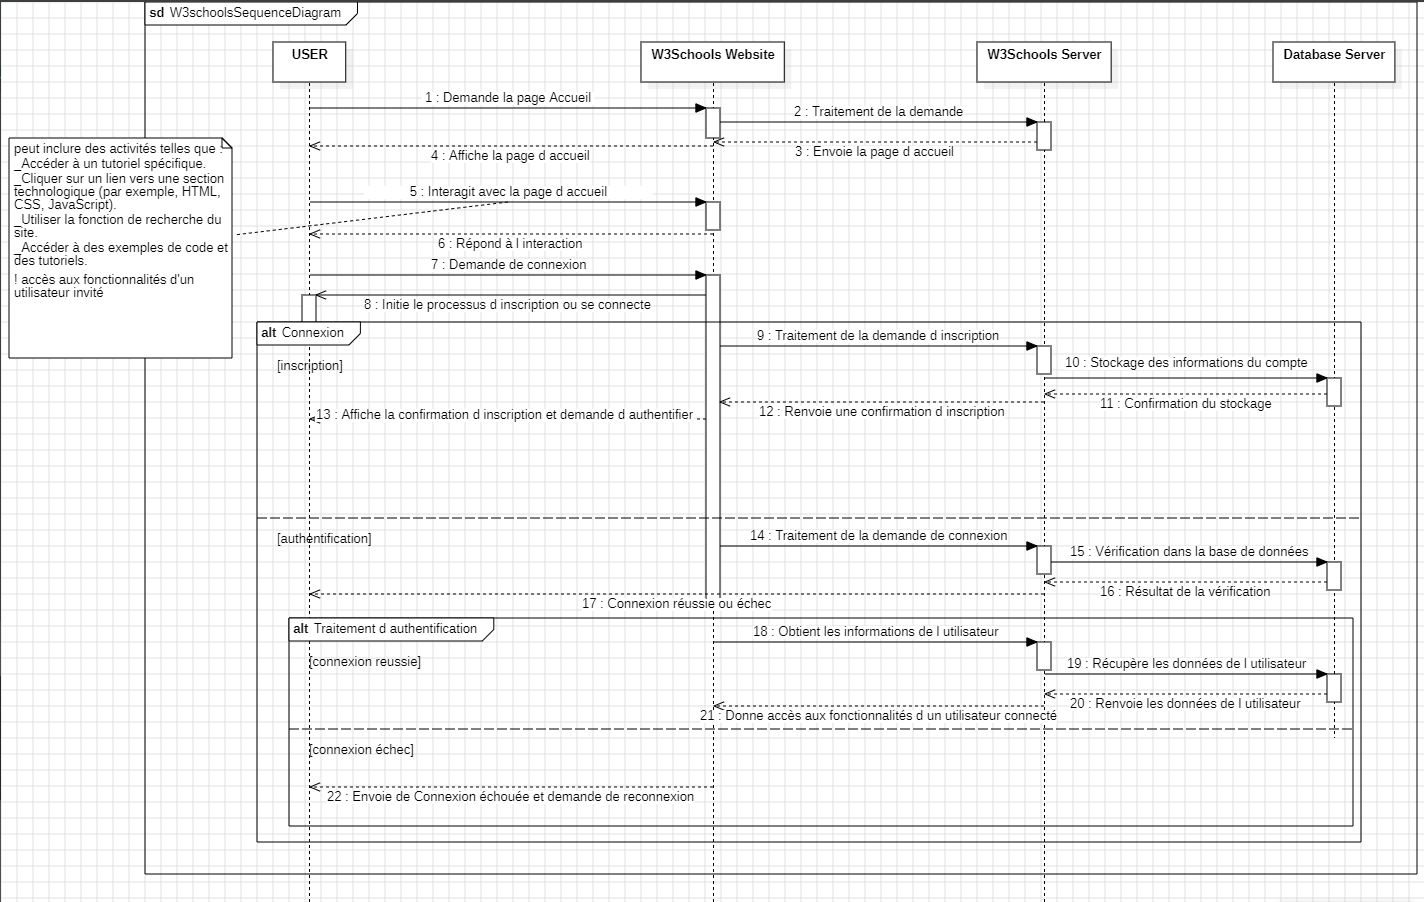 sd W3schoolsSequenceDiagram
USER
W3Schools Website
W3Schools Server
Database Server
1 : Demande la page Accueil
2 : Traitement de la demande
3 : Envoie la page d accueil
4 : Affiche la page d accueil
peut inclure des activités telles que :
_Accéder à un tutoriel spécifique.
_Cliquer sur un lien vers une section
technologique (par exemple, HTML,
CSS, JavaScript).
_Utiliser la fonction de recherche du
site.
_Accéder à des exemples de code et
des tutoriels.
! accès aux fonctionnalités d'un
utilisateur invité
5 : Interagit avec la page d accueil
6 : Répond à l interaction
7 : Demande de connexion
8 : Initie le processus d inscription ou se connecte
alt Connexion
[inscription]
9 : Traitement de la demande d inscription
10 : Stockage des informations du compte
11 : Confirmation du stockage
12 : Renvoie une confirmation d inscription
13 : Affiche la confirmation d inscription et demande d authentifier
[authentification]
14 : Traitement de la demande de connexion
15 : Vérification dans la base de données
16 : Résultat de la vérification
17 : Connexion réussie ou échec
alt Traitement d authentification
[connexion reussie]
18 : Obtient les informations de l utilisateur
19 : Récupère les données de l utilisateur
20 : Renvoie les données de l utilisateur
21 : Donne accès aux fonctionnalités d un utilisateur connecté
[connexion échec]
22 : Envoie de Connexion échouée et demande de reconnexion